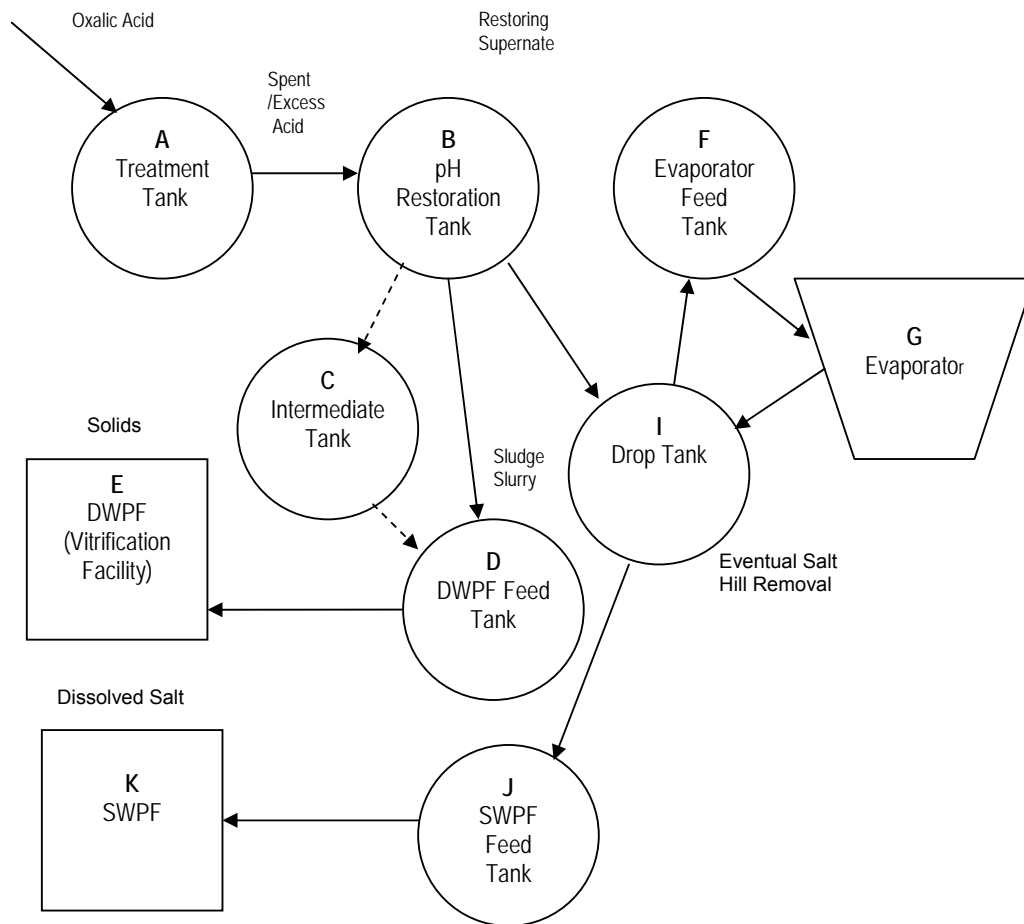 Oxalic Acid
Restoring
Supernate
Spent
/Excess
Acid
A
Treatment
Tank
B
pH
Restoration
Tank
F
Evaporator
Feed
Tank
G
Evaporator
C
Intermediate
Tank
I
Drop Tank
Solids
Sludge
Slurry
E
DWPF
(Vitrification
Facility)
D
DWPF Feed
Tank
Eventual Salt
Hill Removal
Dissolved Salt
K
SWPF
J
SWPF
Feed
Tank